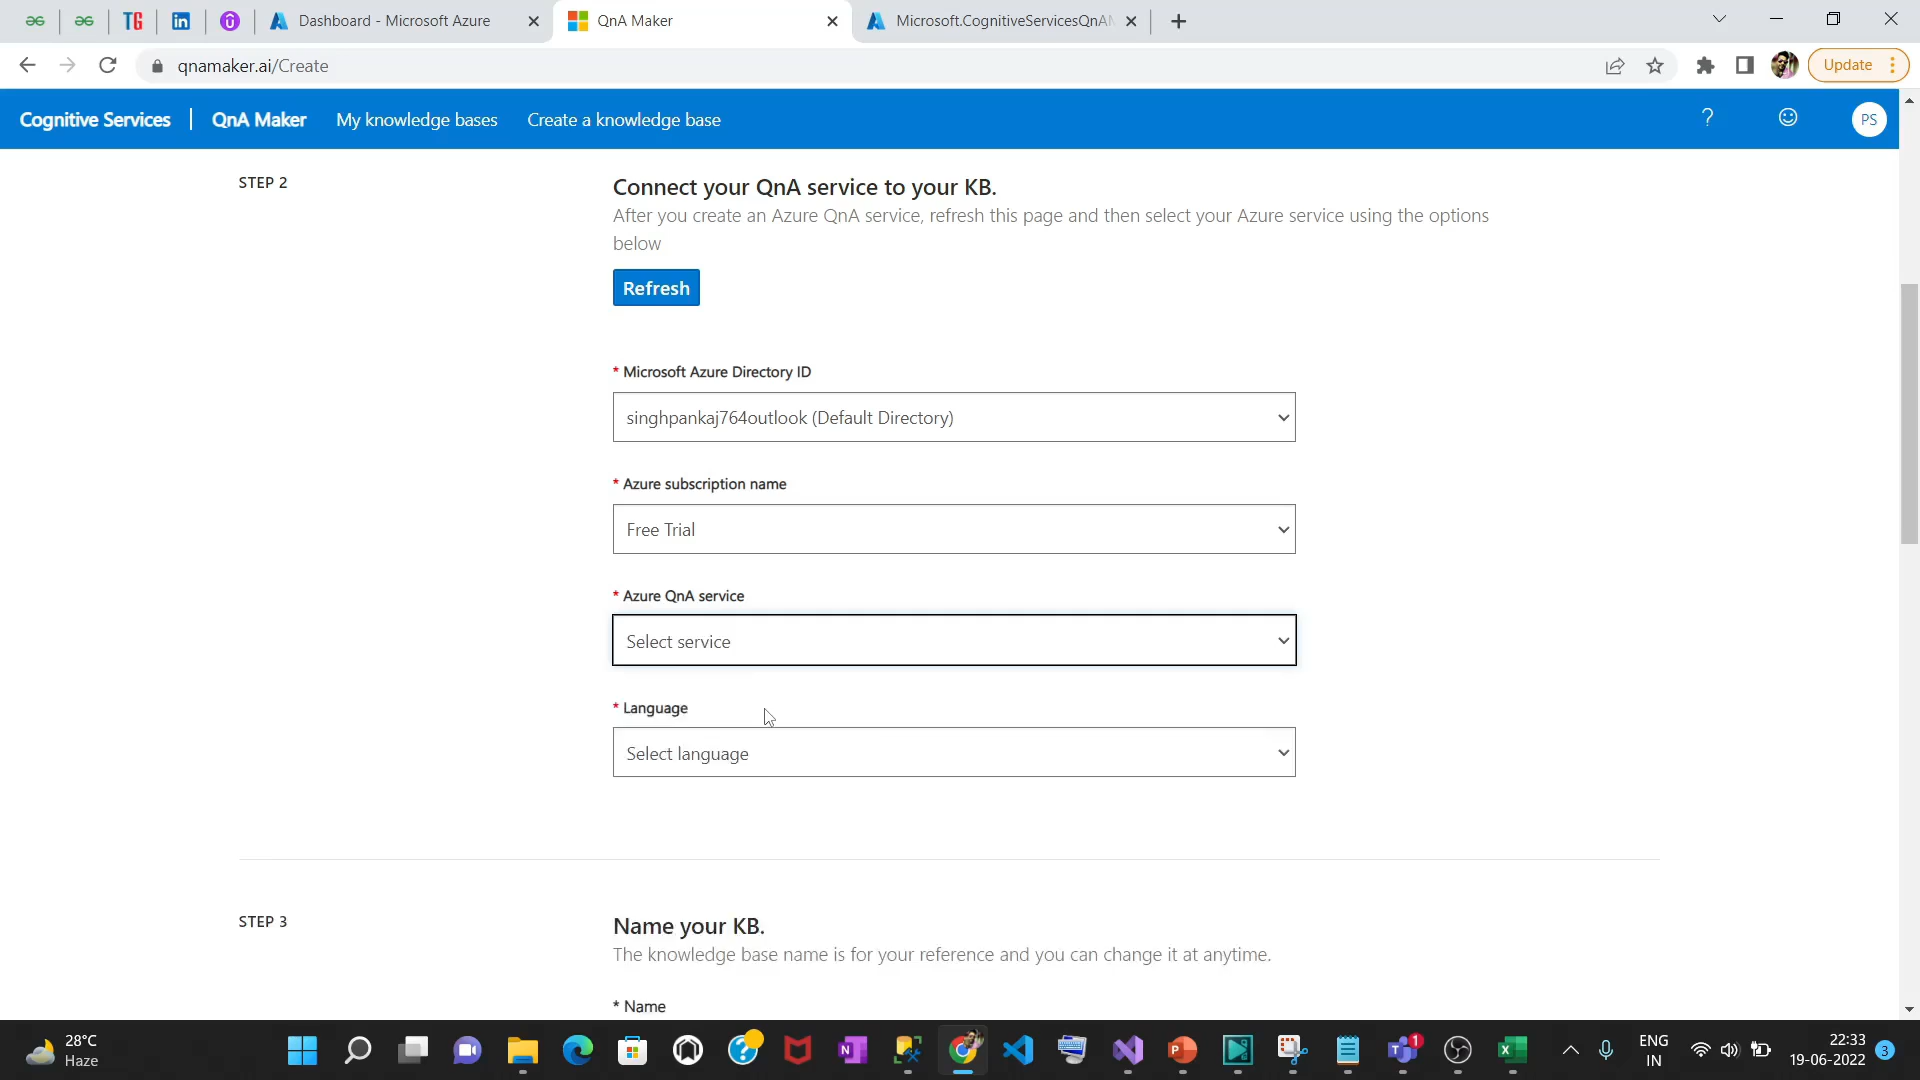 Dashboard - Microsoft Azure
QnA Maker
Microsoft.CognitiveServicesQnAM
qnamaker.ai/Create
Update
Cognitive Services
QnA Maker
My knowledge bases
Create a knowledge base
?
PS
STEP 2
Connect your QnA service to your KB.
After you create an Azure QnA service, refresh this page and then select your Azure service using the options
below
Refresh
* Microsoft Azure Directory ID
singhpankaj764outlook (Default Directory)
* Azure subscription name
Free Trial
* Azure QnA service
Select service
* Language
Select language
STEP 3
Name your KB.
The knowledge base name is for your reference and you can change it at anytime.
* Name
28°C
Haze
ENG
IN
22:33
19-06-2022
3